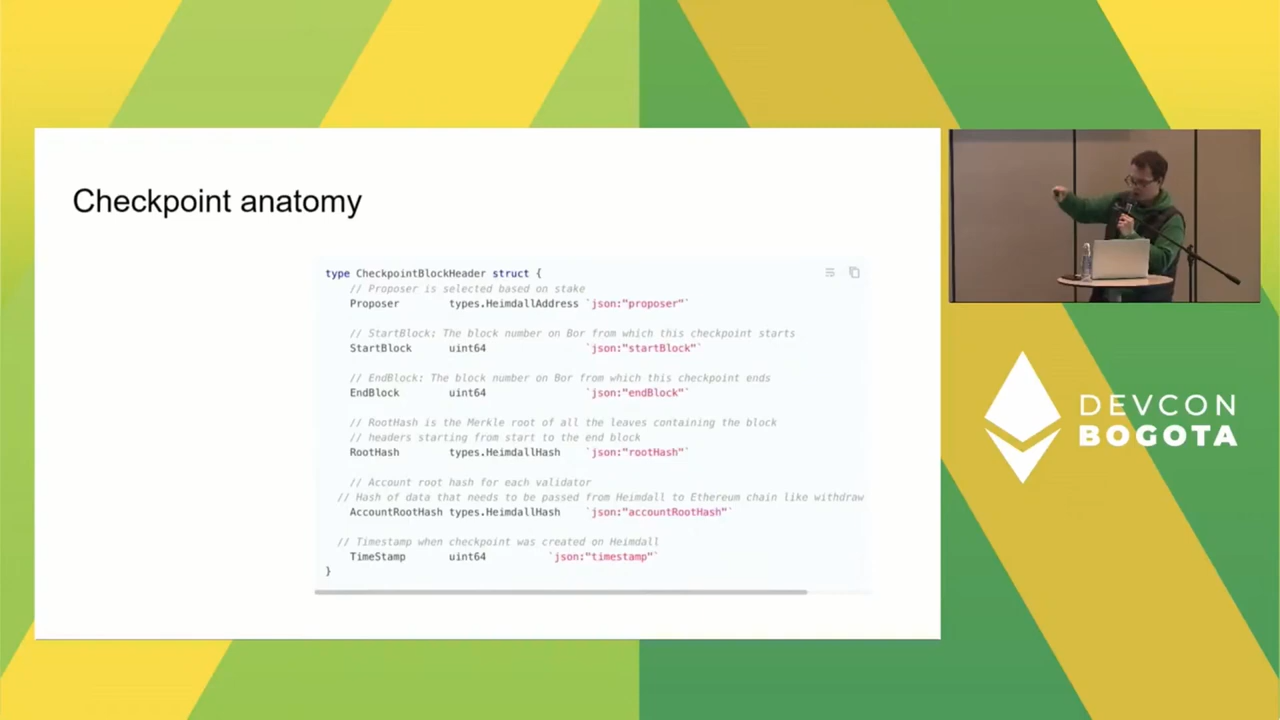 Checkpoint anatomy
type CheckpointBlockHeader struct {
// Proposer is selected based on stake
Proposer types.HeimdallAddress `json:"proposer"`
// StartBlock: The block number on Bor from which this checkpoint starts
StartBlock uint64 `json:"startBlock"`
// EndBlock: The block number on Bor from which this checkpoint ends
EndBlock uint64 `json:"endBlock"`
// RootHash is the Merkle root of all the leaves containing the block
// headers starting from start to the end block
RootHash types.HeimdallHash `json:"rootHash"`
// Account root hash for each validator
// Hash of data that needs to be passed from Heimdall to Ethereum chain like withdraw
AccountRootHash types.HeimdallHash `json:"accountRootHash"`
// Timestamp when checkpoint was created on Heimdall
TimeStamp uint64 `json:"timestamp"`
}
DEVCON
BOGOTA